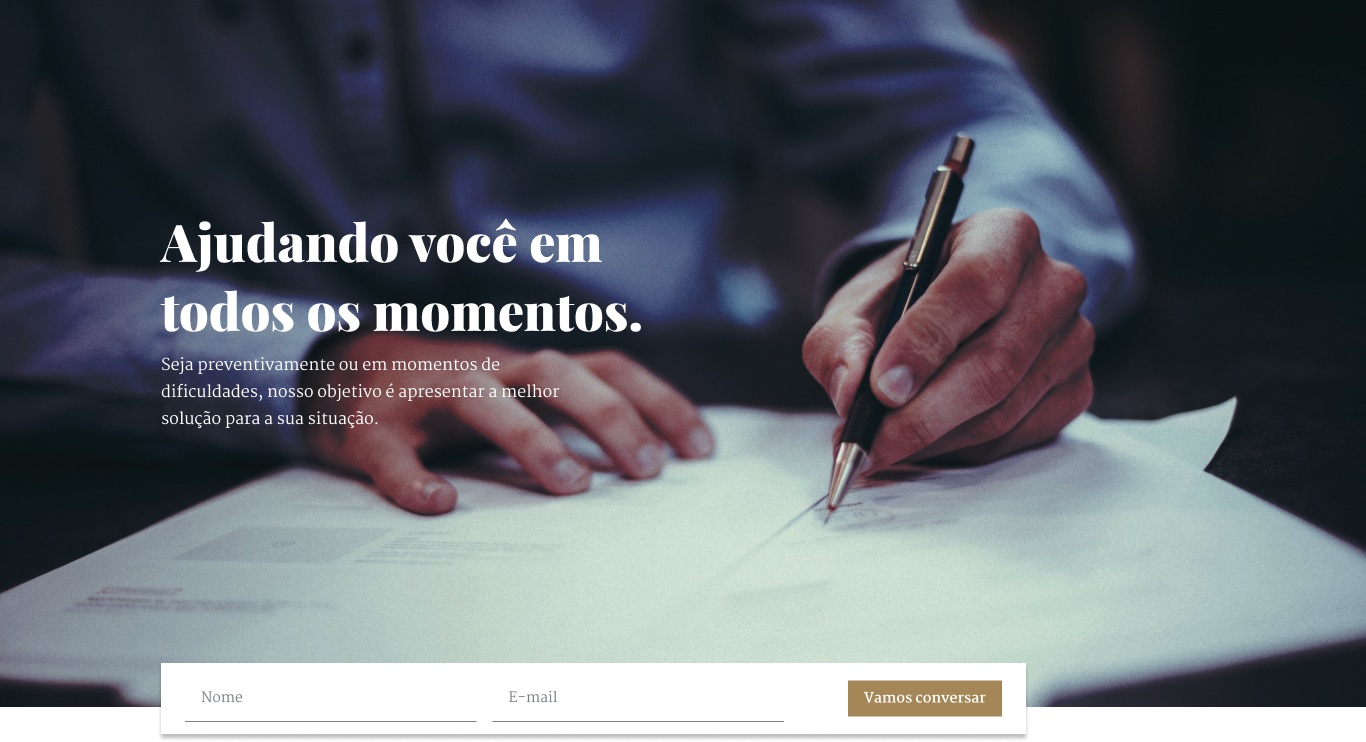 Ajudando você em
todos os momentos.
Seja preventivamente ou em momentos de
dificuldades, nosso objetivo é apresentar a melhor
solução para a sua situação.
Nome
E-mail
Vamos conversar